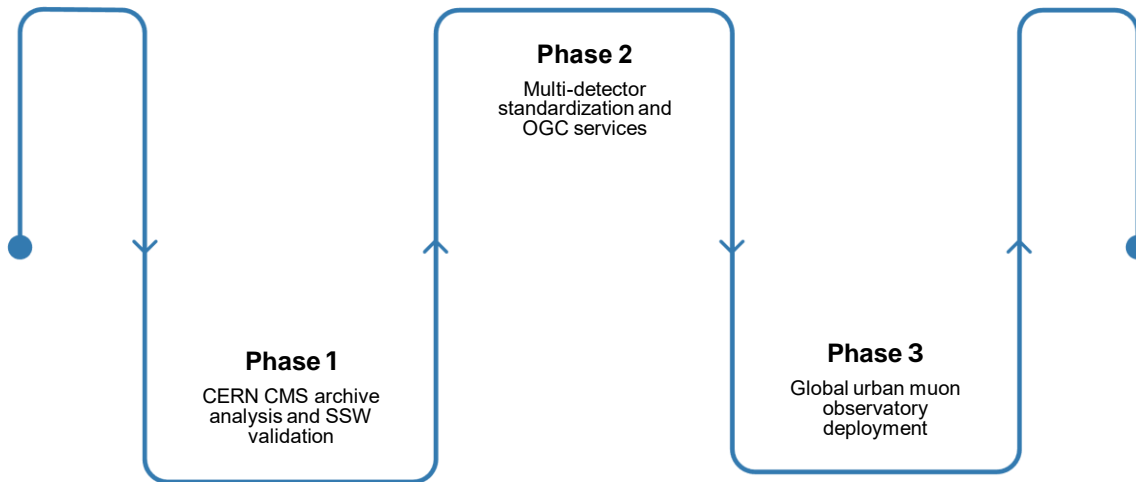 Phase 1
CERN CMS archive
analysis and SSW
validation
Phase 2
Multi-detector
standardization and
OGC services
Phase 3
Global urban muon
observatory
deployment